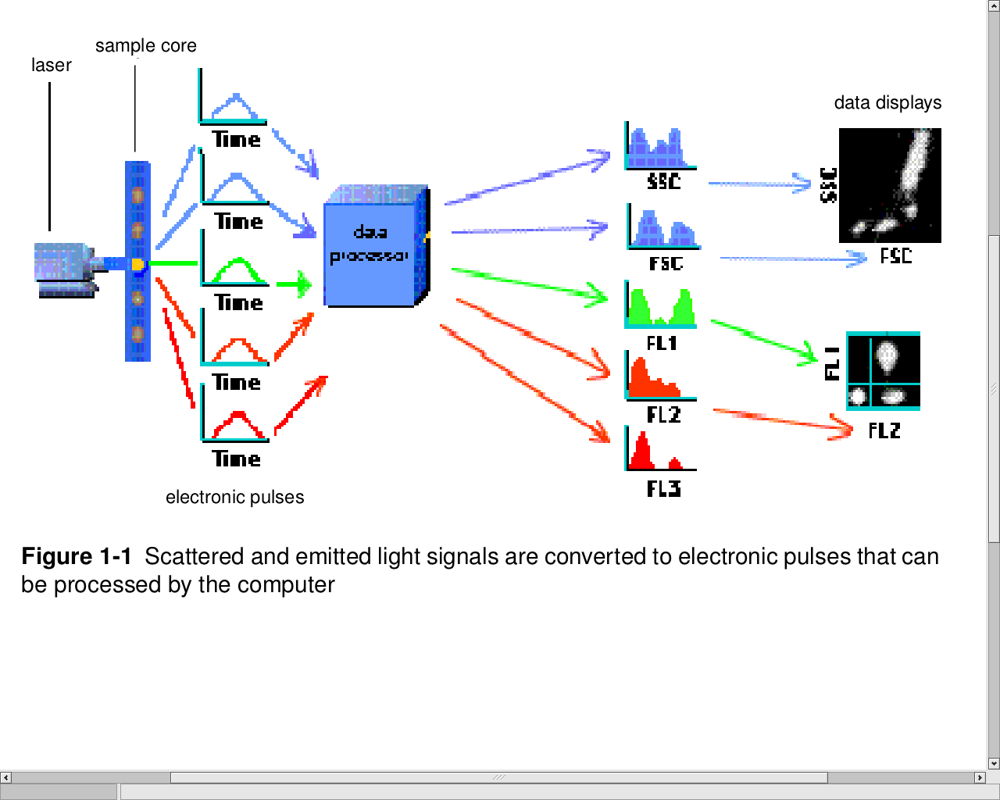 sample core
laser
data displays
Time
SSC
SSC
Time
data
processor
FSC
FSC
Time
FL1
FL1
Time
FL2
FL2
Time
FL3
electronic pulses
Figure 1-1 Scattered and emitted light signals are converted to electronic pulses that can
be processed by the computer